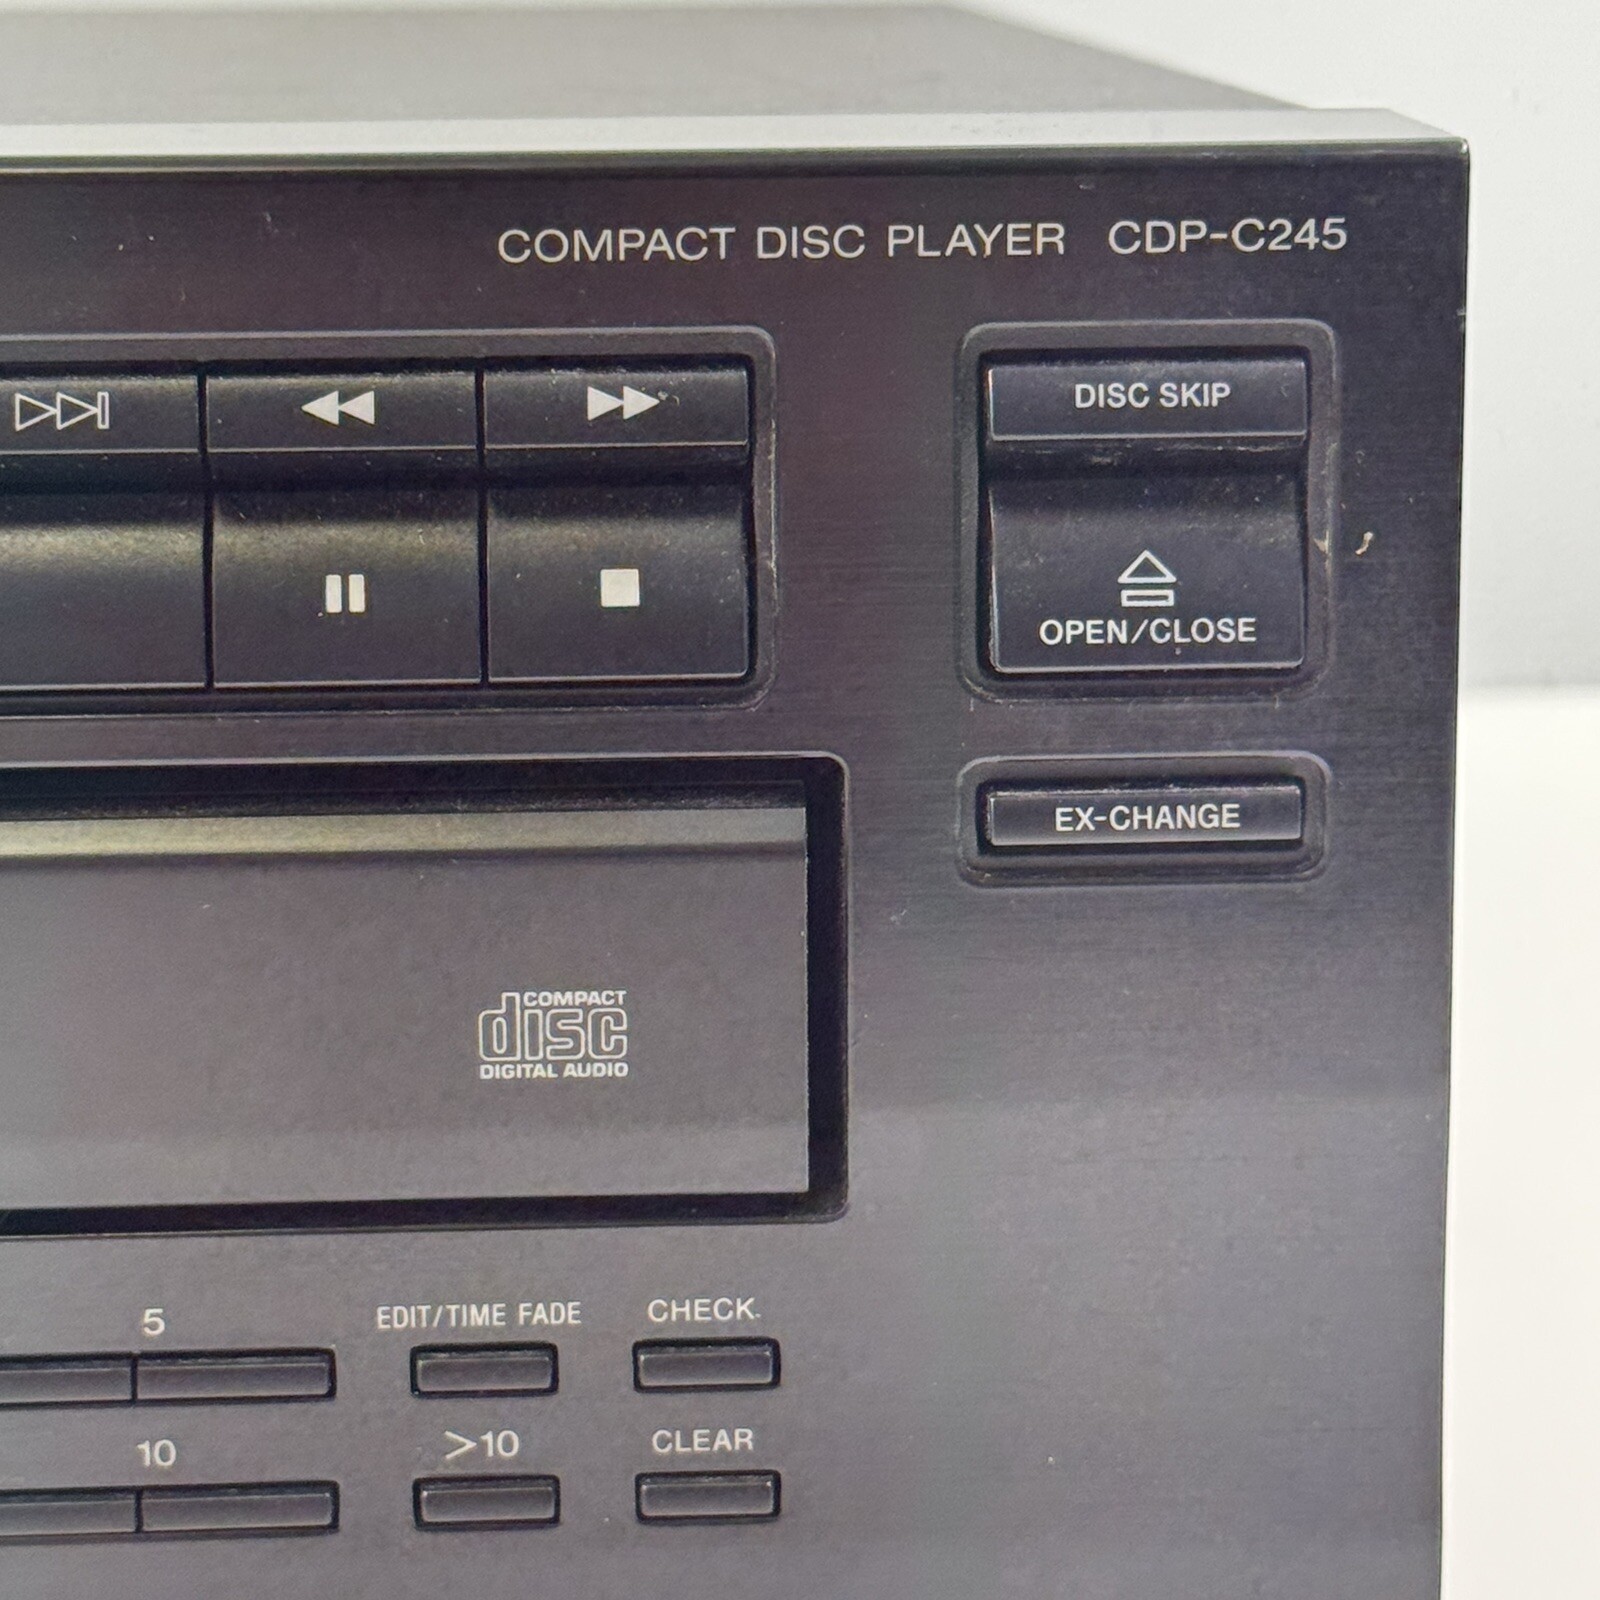 COMPACT DISC PLAYER CDP-C245
DISC SKIP
OPEN/CLOSE
EX-CHANGE
COMPACT
disc
DIGITAL AUDIO
5 EDIT/TIME FADE CHECK
10 >10 CLEAR